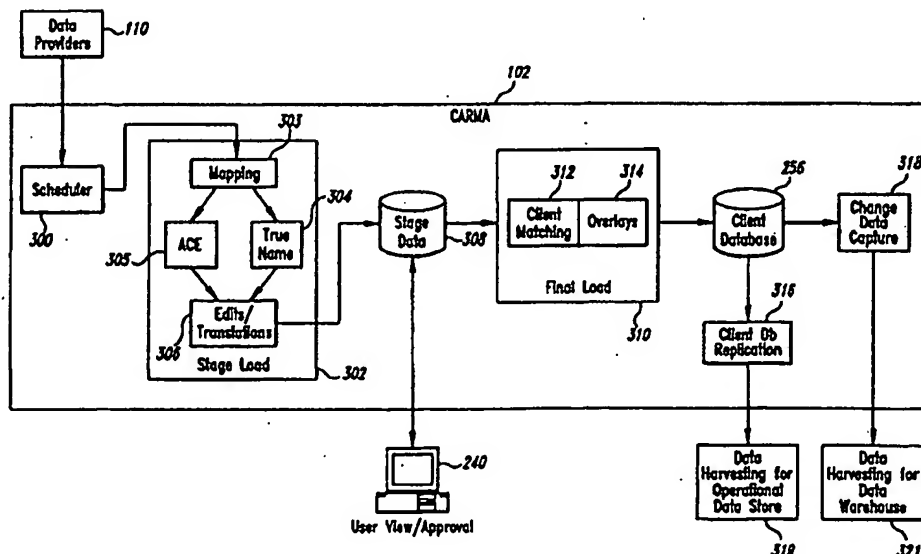 Data
Providers
110
102
CARMA
Scheduler
300
303
Mapping
304
ACE
305
True
Name
Edits/
Translations
306
Stage Load
302
Stage
Data
308
312
314
Client
Matching
Overlays
Final Load
310
256
Client
Database
318
Change
Data
Capture
316
Client Db
Replication
240
User View/Approval
Data
Harvesting for
Operational
Data Store
319
Data
Harvesting for
Data
Warehouse
321